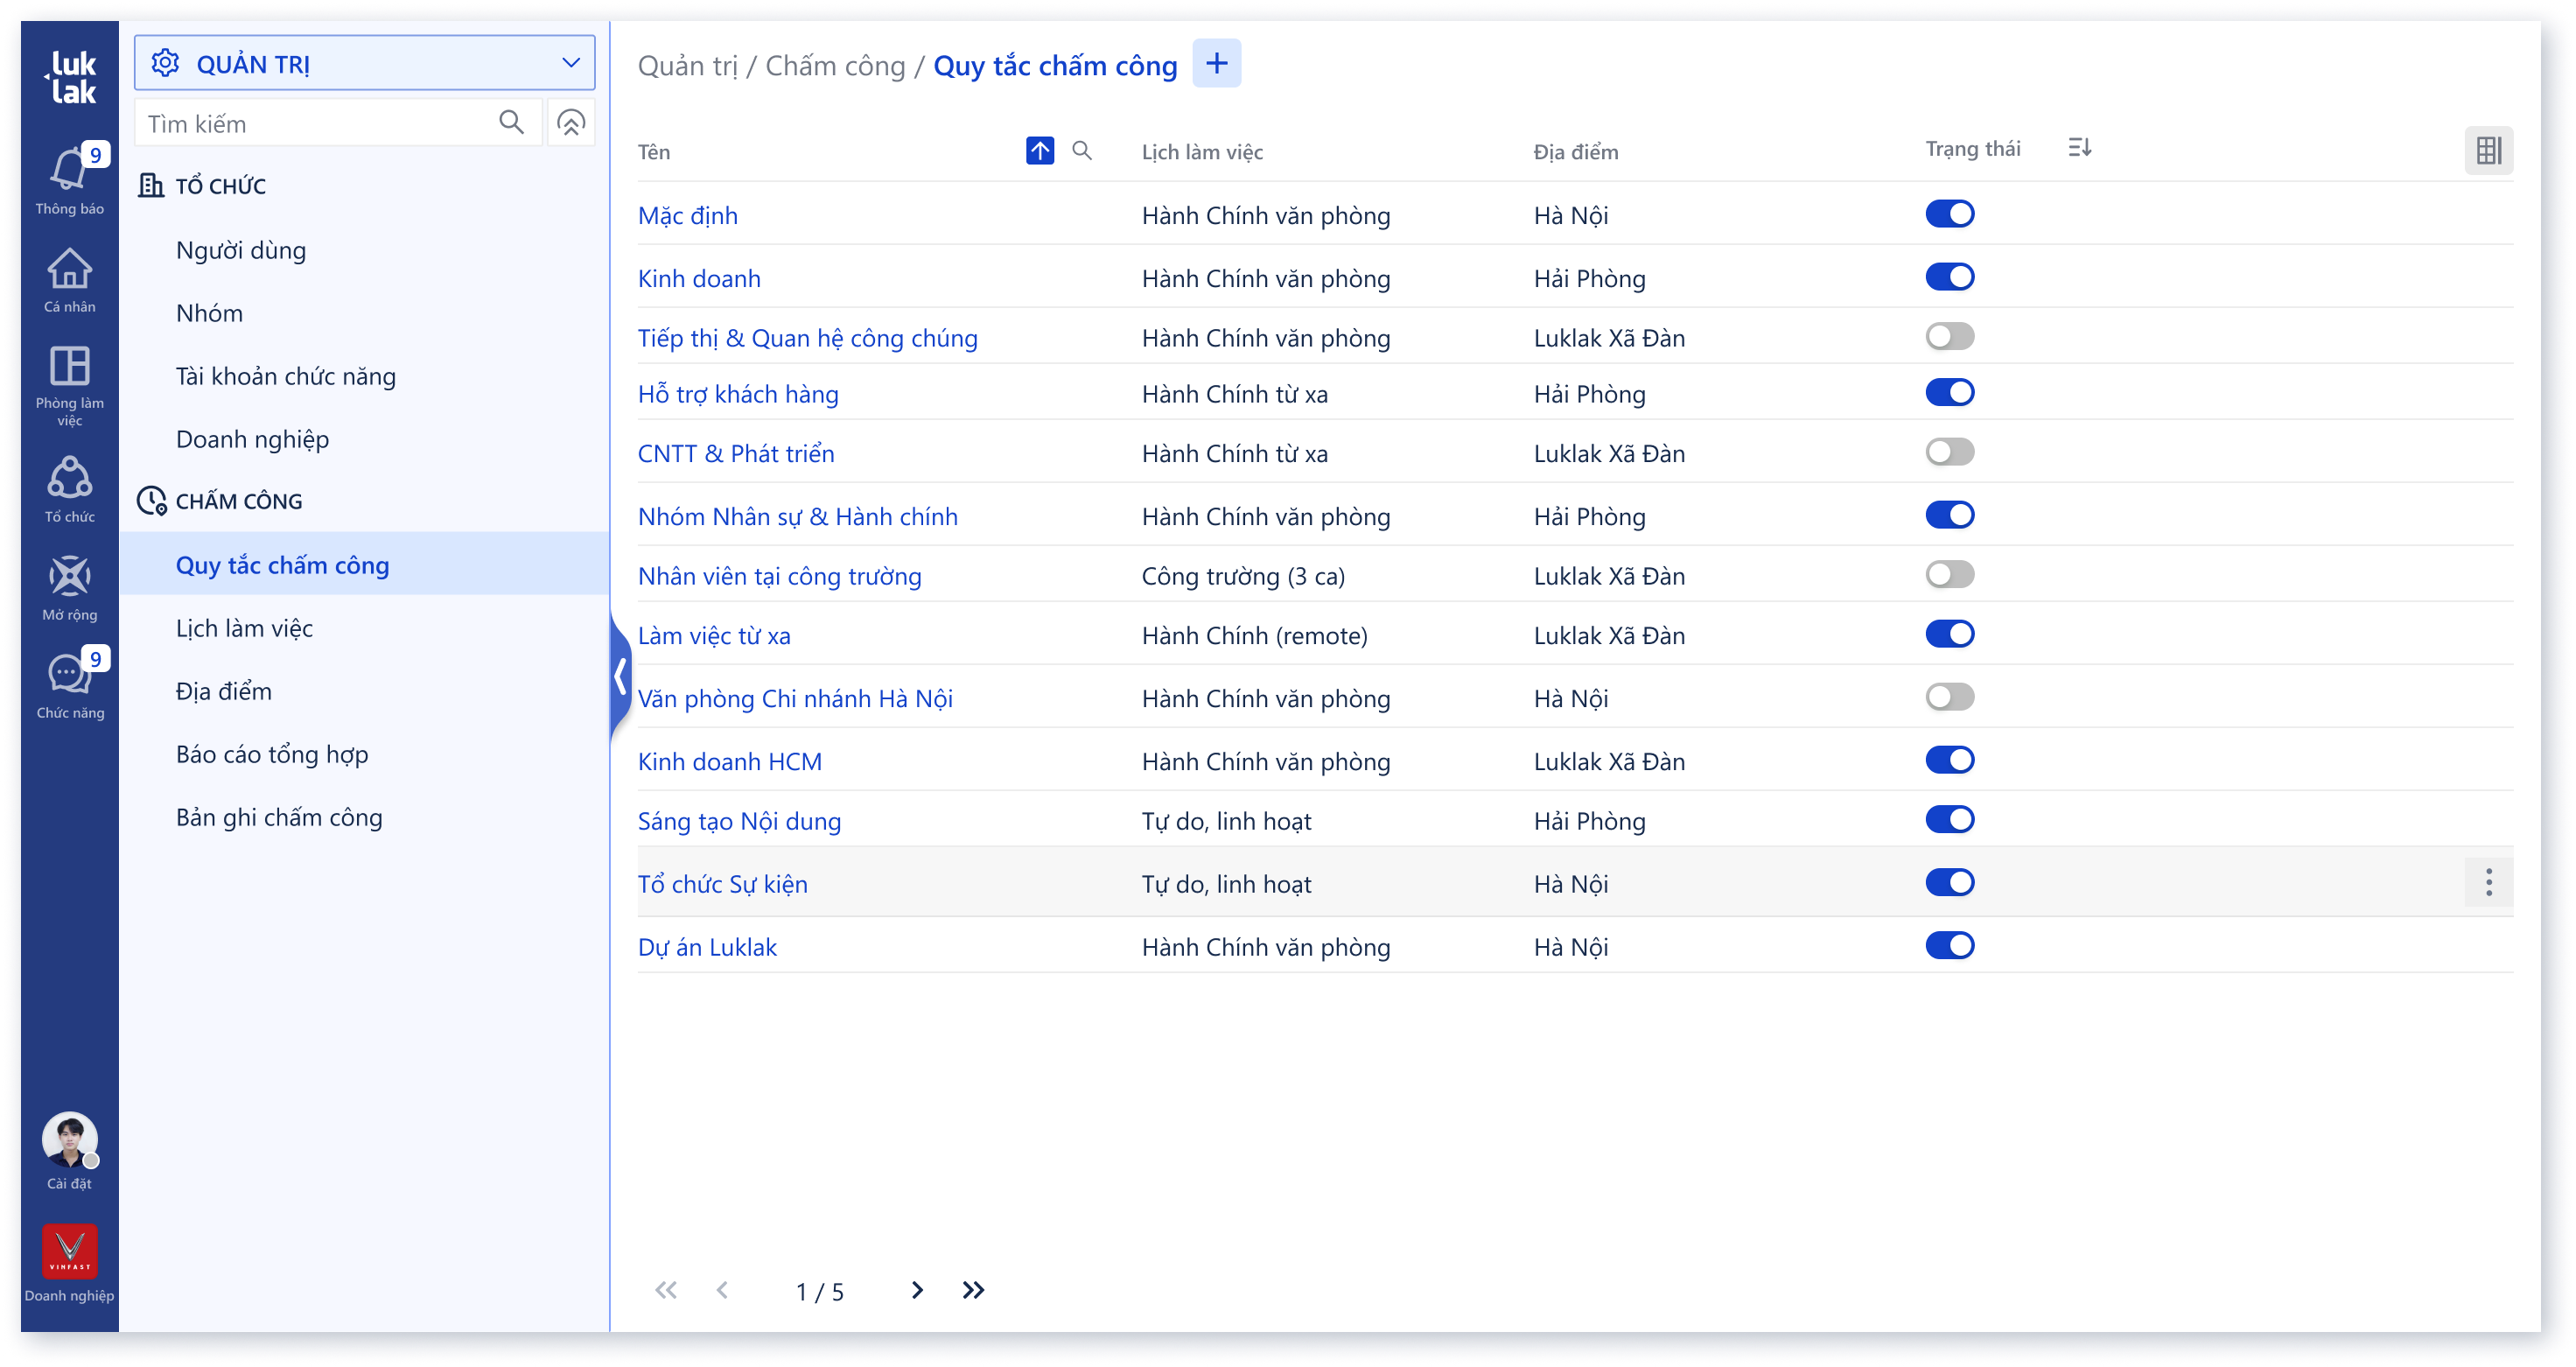 luk
lak
9
Thông báo
Cá nhân
Phòng làm
việc
Tổ chức
Mở rộng
9
Chức năng
Cài đặt
VINFAST
Doanh nghiệp
QUẢN TRỊ
Tìm kiếm
TỔ CHỨC
Người dùng
Nhóm
Tài khoản chức năng
Doanh nghiệp
CHẤM CÔNG
Quy tắc chấm công
Lịch làm việc
Địa điểm
Báo cáo tổng hợp
Bản ghi chấm công
Quản trị / Chấm công / Quy tắc chấm công
Tên Lịch làm việc Địa điểm Trạng thái
Mặc định Hành Chính văn phòng Hà Nội
Kinh doanh Hành Chính văn phòng Hải Phòng
Tiếp thị & Quan hệ công chúng Hành Chính văn phòng Luklak Xã Đàn
Hỗ trợ khách hàng Hành Chính từ xa Hải Phòng
CNTT & Phát triển Hành Chính từ xa Luklak Xã Đàn
Nhóm Nhân sự & Hành chính Hành Chính văn phòng Hải Phòng
Nhân viên tại công trường Công trường (3 ca) Luklak Xã Đàn
Làm việc từ xa Hành Chính (remote) Luklak Xã Đàn
Văn phòng Chi nhánh Hà Nội Hành Chính văn phòng Hà Nội
Kinh doanh HCM Hành Chính văn phòng Luklak Xã Đàn
Sáng tạo Nội dung Tự do, linh hoạt Hải Phòng
Tổ chức Sự kiện Tự do, linh hoạt Hà Nội
Dự án Luklak Hành Chính văn phòng Hà Nội
1 / 5